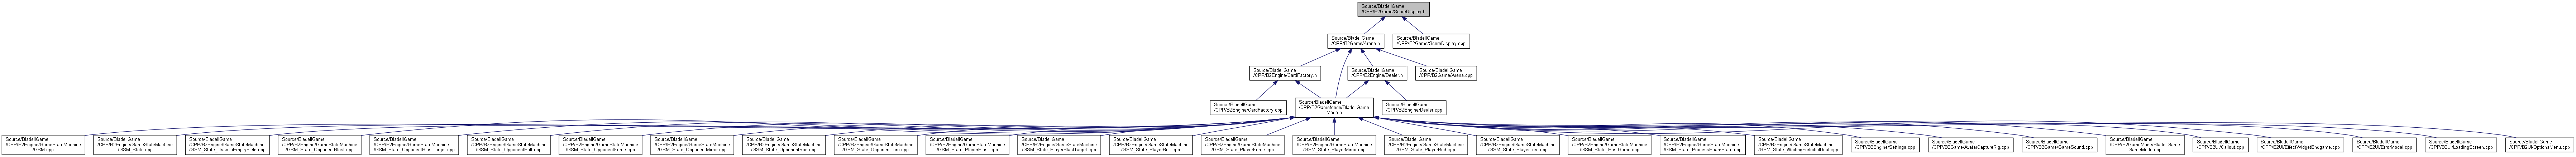 Source/BladeIIGame
/CPP/B2Game/ScoreDisplay.h
Source/BladeIIGame
/CPP/B2Game/Arena.h
Source/BladeIIGame
/CPP/B2Game/ScoreDisplay.cpp
Source/BladeIIGame
/CPP/B2Engine/CardFactory.h
Source/BladeIIGame
/CPP/B2Engine/Dealer.h
Source/BladeIIGame
/CPP/B2Game/Arena.cpp
Source/BladeIIGame
/CPP/B2Engine/CardFactory.cpp
Source/BladeIIGame
/CPP/B2GameMode/BladeIIGame
Mode.h
Source/BladeIIGame
/CPP/B2Engine/Dealer.cpp
Source/BladeIIGame
/CPP/B2Engine/GameStateMachine
/GSM.cpp
Source/BladeIIGame
/CPP/B2Engine/GameStateMachine
/GSM_State.cpp
Source/BladeIIGame
/CPP/B2Engine/GameStateMachine
/GSM_State_DrawToEmptyField.cpp
Source/BladeIIGame
/CPP/B2Engine/GameStateMachine
/GSM_State_OpponentBlast.cpp
Source/BladeIIGame
/CPP/B2Engine/GameStateMachine
/GSM_State_OpponentBlastTarget.cpp
Source/BladeIIGame
/CPP/B2Engine/GameStateMachine
/GSM_State_OpponentBolt.cpp
Source/BladeIIGame
/CPP/B2Engine/GameStateMachine
/GSM_State_OpponentForce.cpp
Source/BladeIIGame
/CPP/B2Engine/GameStateMachine
/GSM_State_OpponentMirror.cpp
Source/BladeIIGame
/CPP/B2Engine/GameStateMachine
/GSM_State_OpponentRod.cpp
Source/BladeIIGame
/CPP/B2Engine/GameStateMachine
/GSM_State_OpponentTurn.cpp
Source/BladeIIGame
/CPP/B2Engine/GameStateMachine
/GSM_State_PlayerBlast.cpp
Source/BladeIIGame
/CPP/B2Engine/GameStateMachine
/GSM_State_PlayerBlastTarget.cpp
Source/BladeIIGame
/CPP/B2Engine/GameStateMachine
/GSM_State_PlayerBolt.cpp
Source/BladeIIGame
/CPP/B2Engine/GameStateMachine
/GSM_State_PlayerForce.cpp
Source/BladeIIGame
/CPP/B2Engine/GameStateMachine
/GSM_State_PlayerMirror.cpp
Source/BladeIIGame
/CPP/B2Engine/GameStateMachine
/GSM_State_PlayerRod.cpp
Source/BladeIIGame
/CPP/B2Engine/GameStateMachine
/GSM_State_PlayerTurn.cpp
Source/BladeIIGame
/CPP/B2Engine/GameStateMachine
/GSM_State_PostGame.cpp
Source/BladeIIGame
/CPP/B2Engine/GameStateMachine
/GSM_State_ProcessBoardState.cpp
Source/BladeIIGame
/CPP/B2Engine/GameStateMachine
/GSM_State_WaitingForInitialDeal.cpp
Source/BladeIIGame
/CPP/B2Engine/Settings.cpp
Source/BladeIIGame
/CPP/B2Game/AvatarCaptureRig.cpp
Source/BladeIIGame
/CPP/B2Game/GameSound.cpp
Source/BladeIIGame
/CPP/B2GameMode/BladeIIGame
GameMode.cpp
Source/BladeIIGame
/CPP/B2UI/Callout.cpp
Source/BladeIIGame
/CPP/B2UI/EffectWidgetEndgame.cpp
Source/BladeIIGame
/CPP/B2UI/ErrorModal.cpp
Source/BladeIIGame
/CPP/B2UI/LoadingScreen.cpp
Source/BladeIIGame
/CPP/B2UI/OptionsMenu.cpp